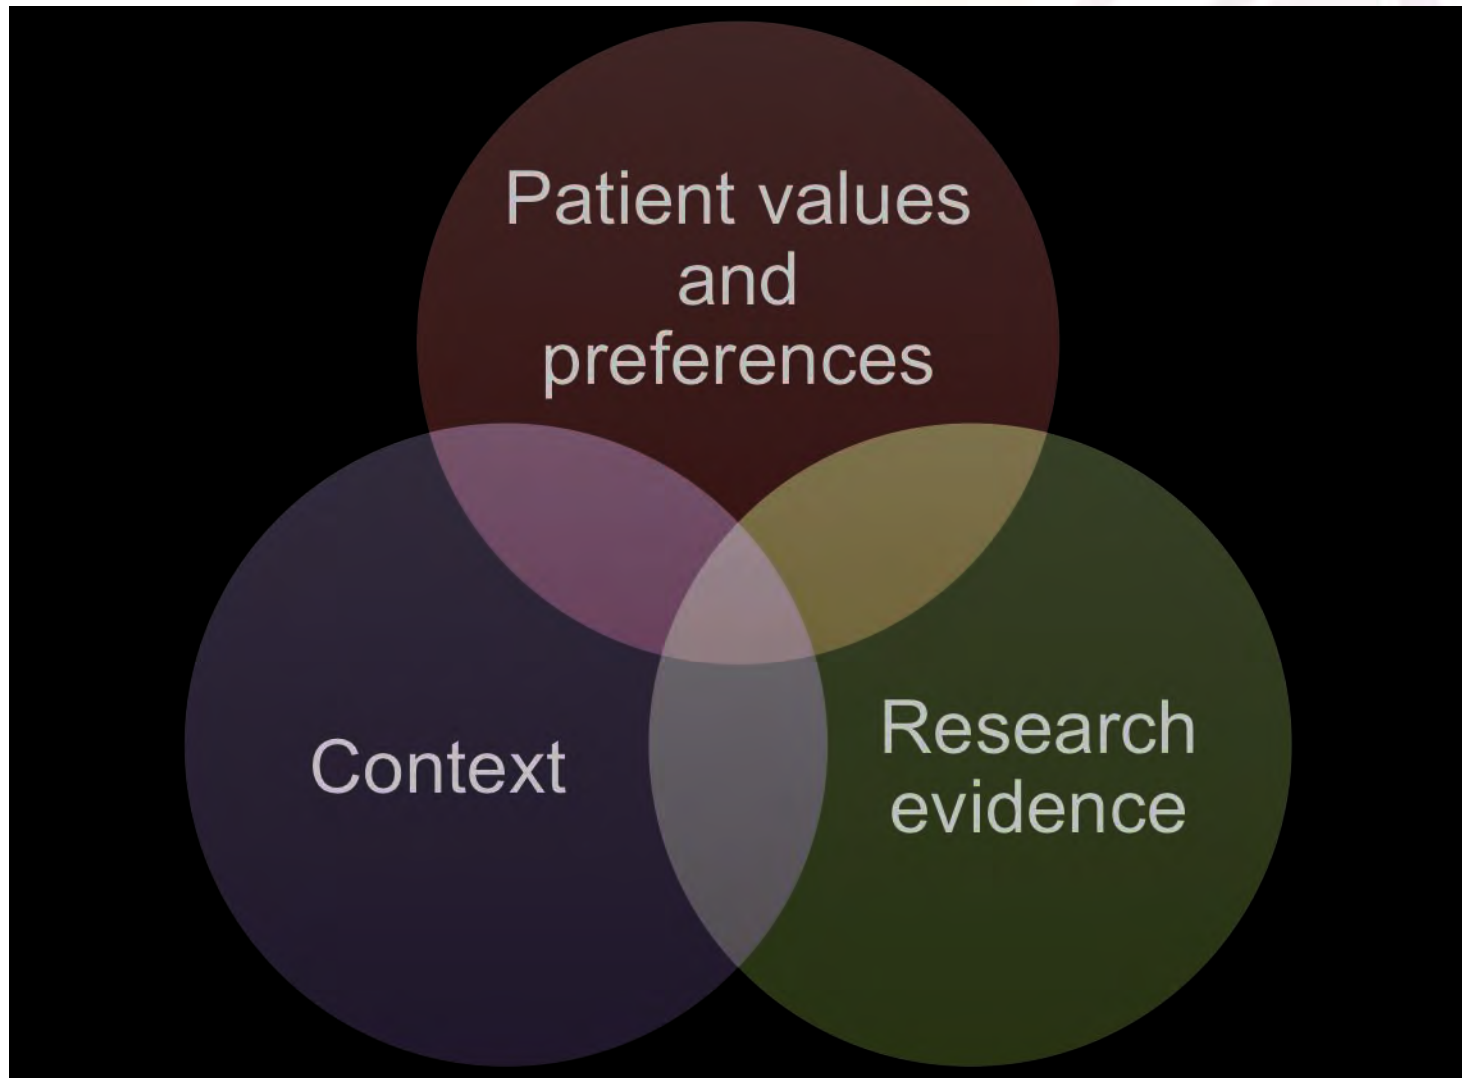 Patient values
and
preferences
Context
Research
evidence